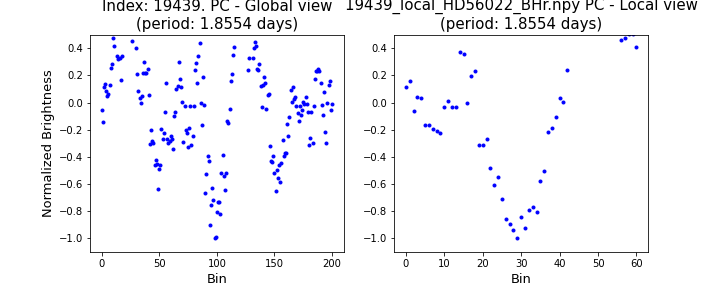 Index: 19439. PC - Global view
(period: 1.8554 days)
19439_local_HD56022_BHr.npy PC - Local view
(period: 1.8554 days)
Normalized Brightness
0.4
0.2
0.0
−0.2
−0.4
−0.6
−0.8
−1.0
0 50 100 150 200
Bin
0.4
0.2
0.0
−0.2
−0.4
−0.6
−0.8
−1.0
0 10 20 30 40 50 60
Bin